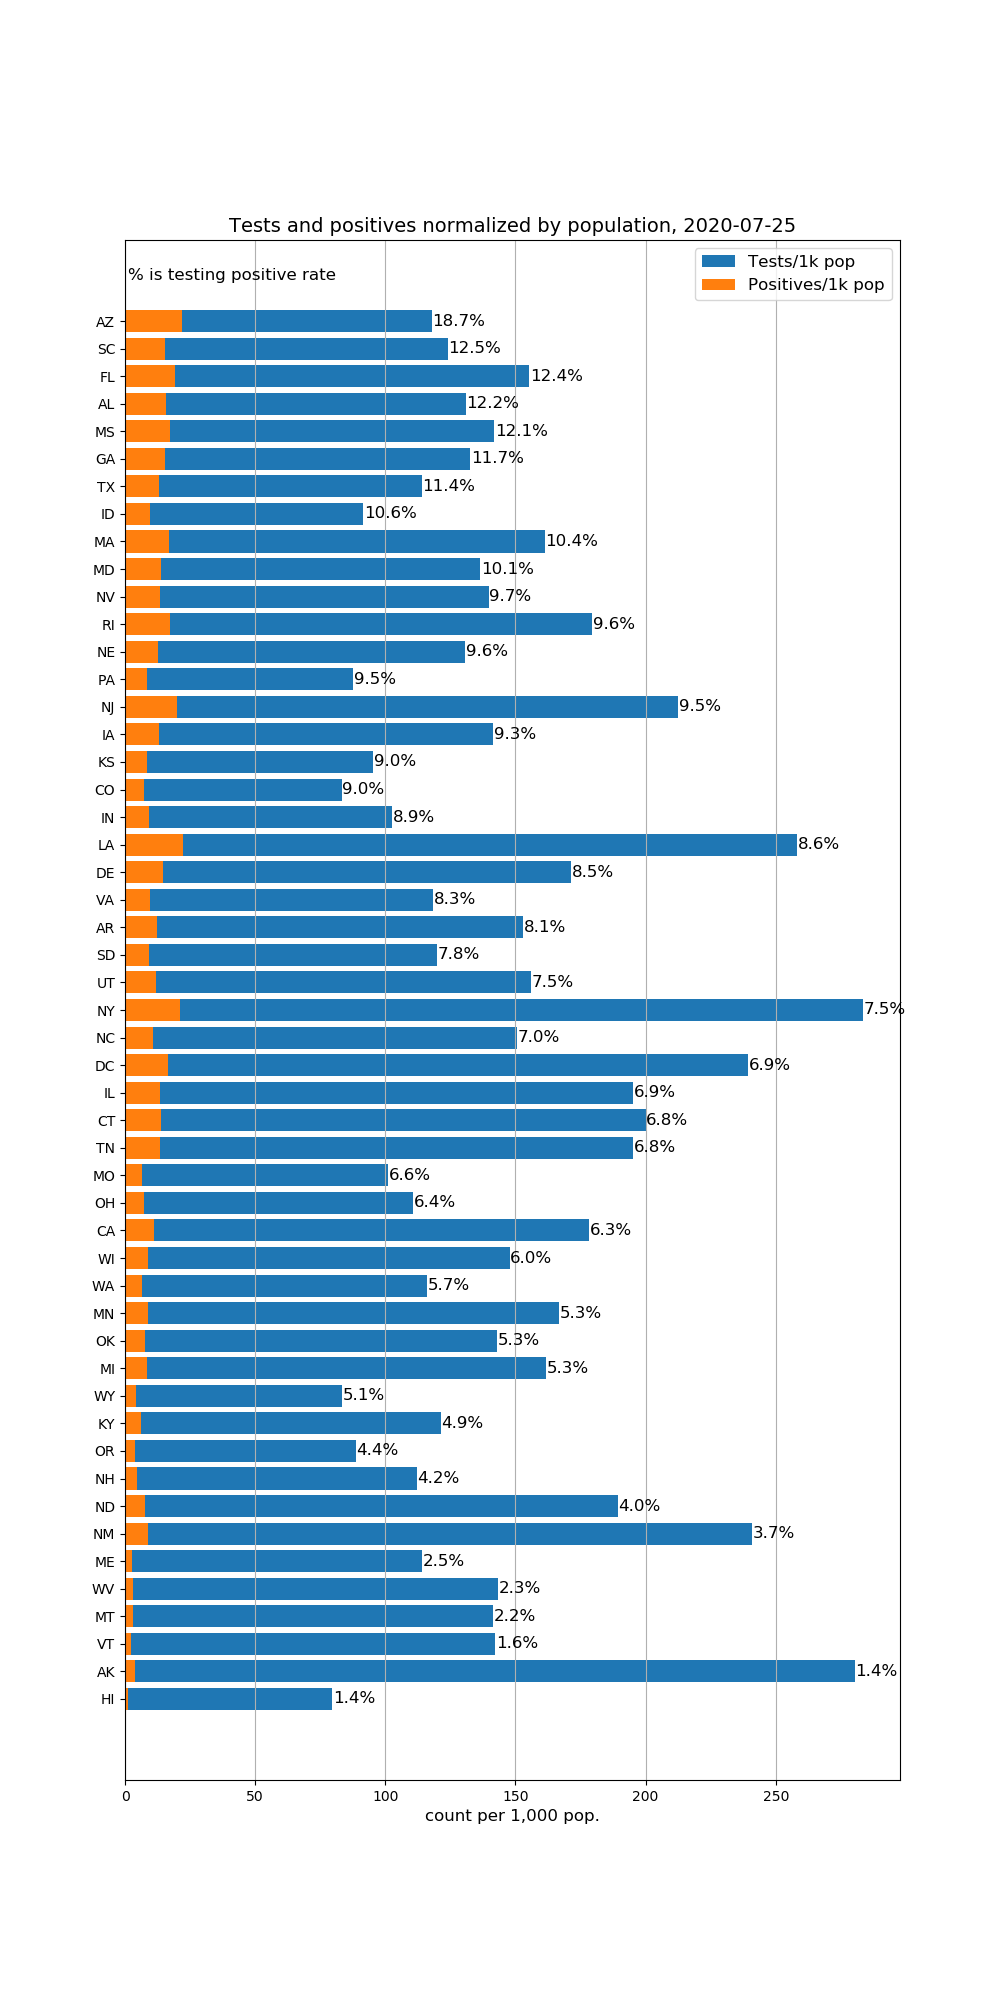 Tests and positives normalized by population, 2020-07-25
% is testing positive rate
Tests/1k pop
Positives/1k pop
AZ 18.7%
SC 12.5%
FL 12.4%
AL 12.2%
MS 12.1%
GA 11.7%
TX 11.4%
ID 10.6%
MA 10.4%
MD 10.1%
NV 9.7%
RI 9.6%
NE 9.6%
PA 9.5%
NJ 9.5%
IA 9.3%
KS 9.0%
CO 9.0%
IN 8.9%
LA 8.6%
DE 8.5%
VA 8.3%
AR 8.1%
SD 7.8%
UT 7.5%
NY 7.5%
NC 7.0%
DC 6.9%
IL 6.9%
CT 6.8%
TN 6.8%
MO 6.6%
OH 6.4%
CA 6.3%
WI 6.0%
WA 5.7%
MN 5.3%
OK 5.3%
MI 5.3%
WY 5.1%
KY 4.9%
OR 4.4%
NH 4.2%
ND 4.0%
NM 3.7%
ME 2.5%
WV 2.3%
MT 2.2%
VT 1.6%
AK 1.4%
HI 1.4%
0 50 100 150 200 250
count per 1,000 pop.